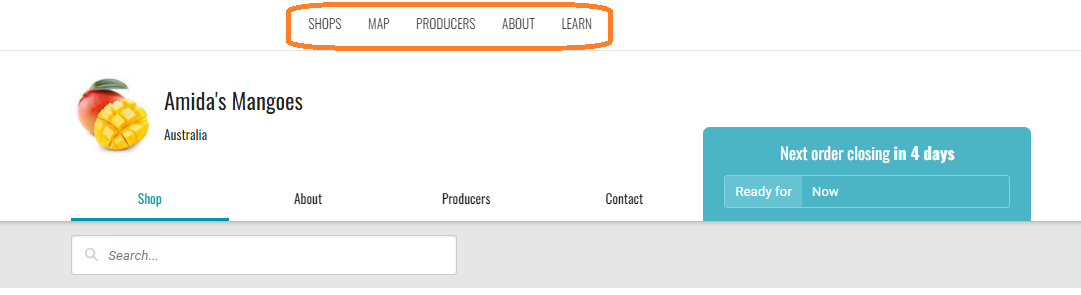 SHOPS MAP PRODUCERS ABOUT LEARN
Amida's Mangoes
Australia
Next order closing in 4 days
Ready for Now
Shop About Producers Contact
Search...